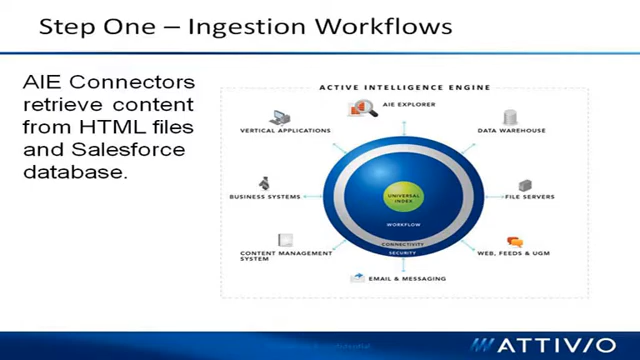 Step One – Ingestion Workflows
AIE Connectors
retrieve content
from HTML files
and Salesforce
database.
ACTIVE INTELLIGENCE ENGINE
AIE EXPLORER
VERTICAL APPLICATIONS
DATA WAREHOUSE
BUSINESS SYSTEMS
UNIVERSAL
INDEX
FILE SERVERS
WORKFLOW
CONNECTIVITY
SECURITY
CONTENT MANAGEMENT
SYSTEM
WEB, FEEDS & UGM
EMAIL & MESSAGING
ATTIVIO